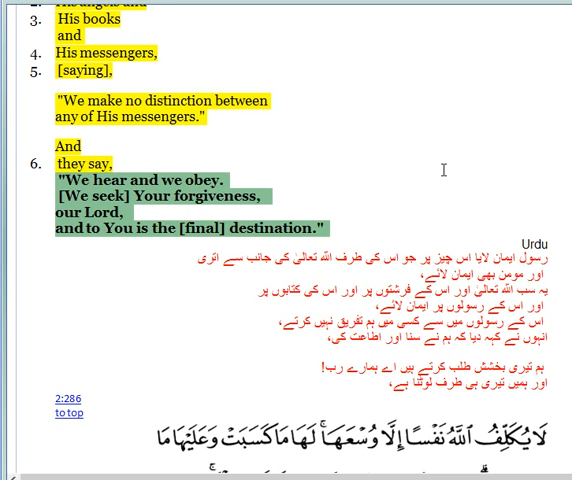 2. His angels and
3. His books
and
4. His messengers,
5. [saying],
"We make no distinction between
any of His messengers."
And
6. they say,
"We hear and we obey.
[We seek] Your forgiveness,
our Lord,
and to You is the [final] destination."
Urdu
رسول ایمان لایا اس چیز پر جو اس کی طرف اللہ تعالیٰ کی جانب سے اتری
اور مومن بھی ایمان لائے،
یہ سب اللہ تعالیٰ اور اس کے فرشتوں پر اور اس کی کتابوں پر
اور اس کے رسولوں پر ایمان لائے،
اس کے رسولوں میں سے کسی میں ہم تفریق نہیں کرتے،
انہوں نے کہہ دیا کہ ہم نے سنا اور اطاعت کی،
ہم تیری بخشش طلب کرتے ہیں اے ہمارے رب!
اور ہمیں تیری ہی طرف لوٹنا ہے،
2:286
to top
لَا يُكَلِّفُ ٱللَّهُ نَفْسًا إِلَّا وُسْعَهَا ۚ لَهَا مَا كَسَبَتْ وَعَلَيْهَا مَا